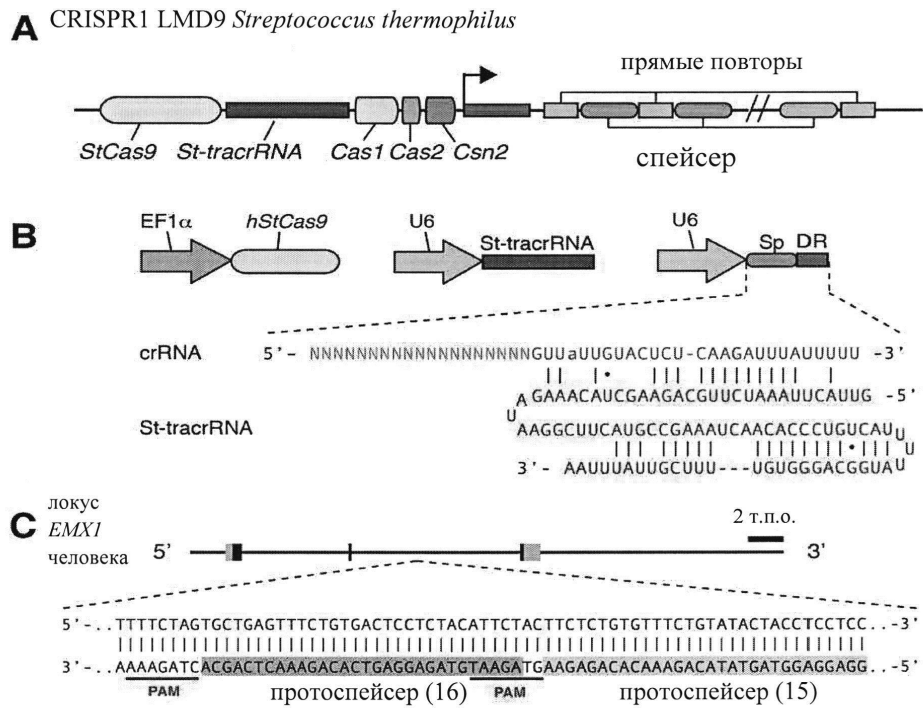 A CRISPR1 LMD9 Streptococcus thermophilus
прямые повторы
StCas9 St-tracrRNA Cas1 Cas2 Csn2
спейсер
B
EF1α hStCas9 U6 St-tracrRNA U6 Sp DR
crRNA 5'- NNNNNNNNNNNNNNNNNNNNGUUaUUGUACUCU-CAAGAUUUAUUUUU -3'
GAAACAUCGAAGACGUUCUAAAUUCAUUG -5'
A
U
St-tracrRNA
AAGGCUUCAUGCCGAAAUCAACACCCUGUCAUU
U
U
3'- AAUUUAUUGCUUU---UGUGGGACGGUAU
C локус
EMX1
человека
5' 2 т.п.о. 3'
5'-..TTTTCTAGTGCTGAGTTTCTGTGACTCCTCTACATTCTACTTCTCTGTGTTTCTGTATACTACCTCCTCC..-3'
3'-..AAAAGATCACGACTCAAAGACACTGAGGAGATGTAAGATGAAGAGACACAAAGACATATGATGGAGGAGG..-5'
PAM протоспейсер (16) PAM протоспейсер (15)